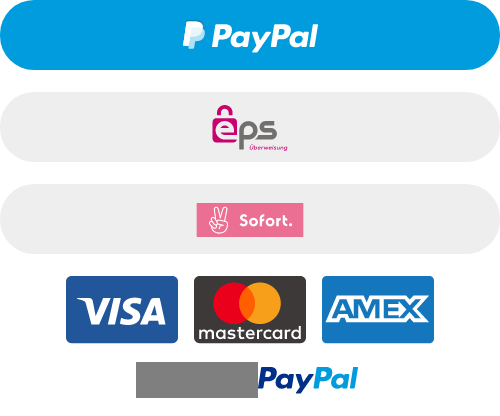 PayPal
eps
Überweisung
Sofort.
VISA
mastercard
AMEX
PayPal